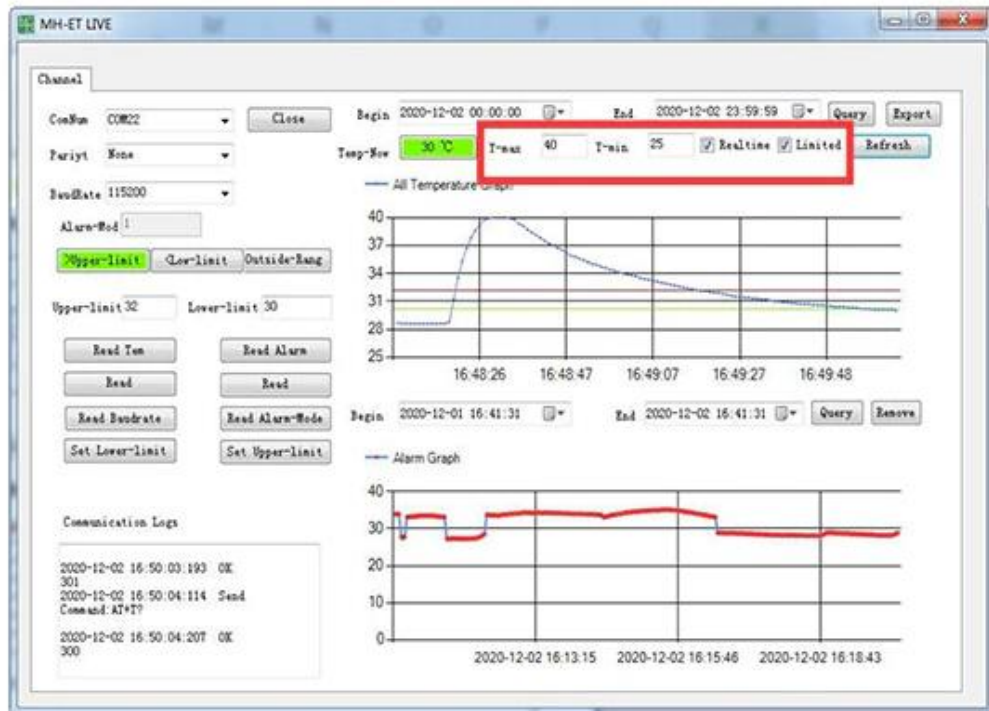 MH-ET LIVE
Channel
ComNum COM22 Close
Begin 2020-12-02 00:00:00 End 2020-12-02 23:59:59 Query Export
Pariyt None
Temp-Now 30 ℃ T-max 40 T-min 25 Realtime Limited Refresh
BaudRate 115200
All Temperature Graph
Alarm-Mod 1
>Upper-limit <Low-limit Outside-Rang
Upper-limit 32 Lower-limit 30
40
37
34
31
28
25
16:48:26 16:48:47 16:49:07 16:49:27 16:49:48
Read Tem Read Alarm
Read Read
Read Baudrate Read Alarm-Mode
Set Lower-limit Set Upper-limit
Begin 2020-12-01 16:41:31 End 2020-12-02 16:41:31 Query Remove
Alarm Graph
40
30
20
10
0
2020-12-02 16:13:15 2020-12-02 16:15:46 2020-12-02 16:18:43
Communication Logs
2020-12-02 16:50:03:193 OK
301
2020-12-02 16:50:04:114 Send
Command:AT+T?
2020-12-02 16:50:04:207 OK
300